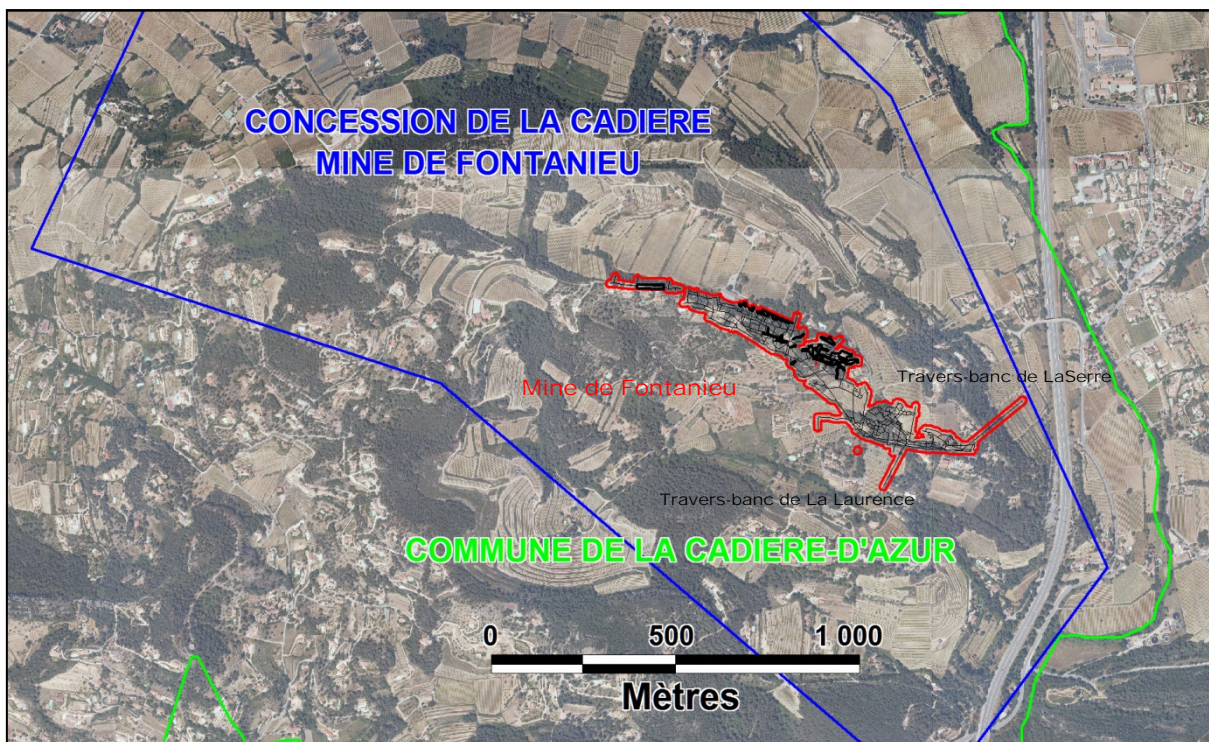 CONCESSION DE LA CADIERE
MINE DE FONTANIEU
Travers-banc de LaSerre
Mine de Fontanieu
Travers-banc de La Laurence
COMMUNE DE LA CADIERE-D'AZUR
0 500 1 000
Mètres